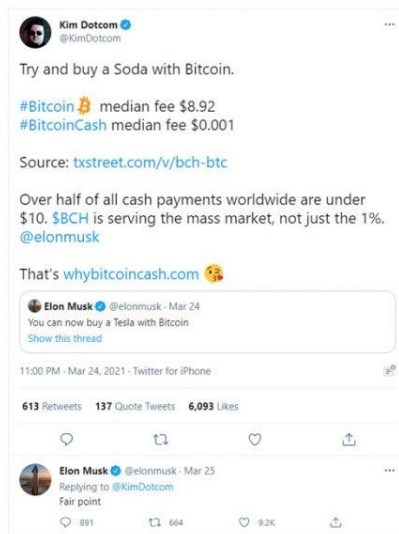 Kim Dotcom
@KimDotcom
Try and buy a Soda with Bitcoin.
#Bitcoin median fee $8.92
#BitcoinCash median fee $0.001
Source: txstreet.com/v/bch-btc
Over half of all cash payments worldwide are under
$10. $BCH is serving the mass market, not just the 1%.
@elonmusk
That's whybitcoincash.com 😘
Elon Musk @elonmusk · Mar 24
You can now buy a Tesla with Bitcoin
Show this thread
11:00 PM · Mar 24, 2021 · Twitter for iPhone
613 Retweets 137 Quote Tweets 6,093 Likes
Elon Musk @elonmusk · Mar 25
Replying to @KimDotcom
Fair point
891 664 9.2K